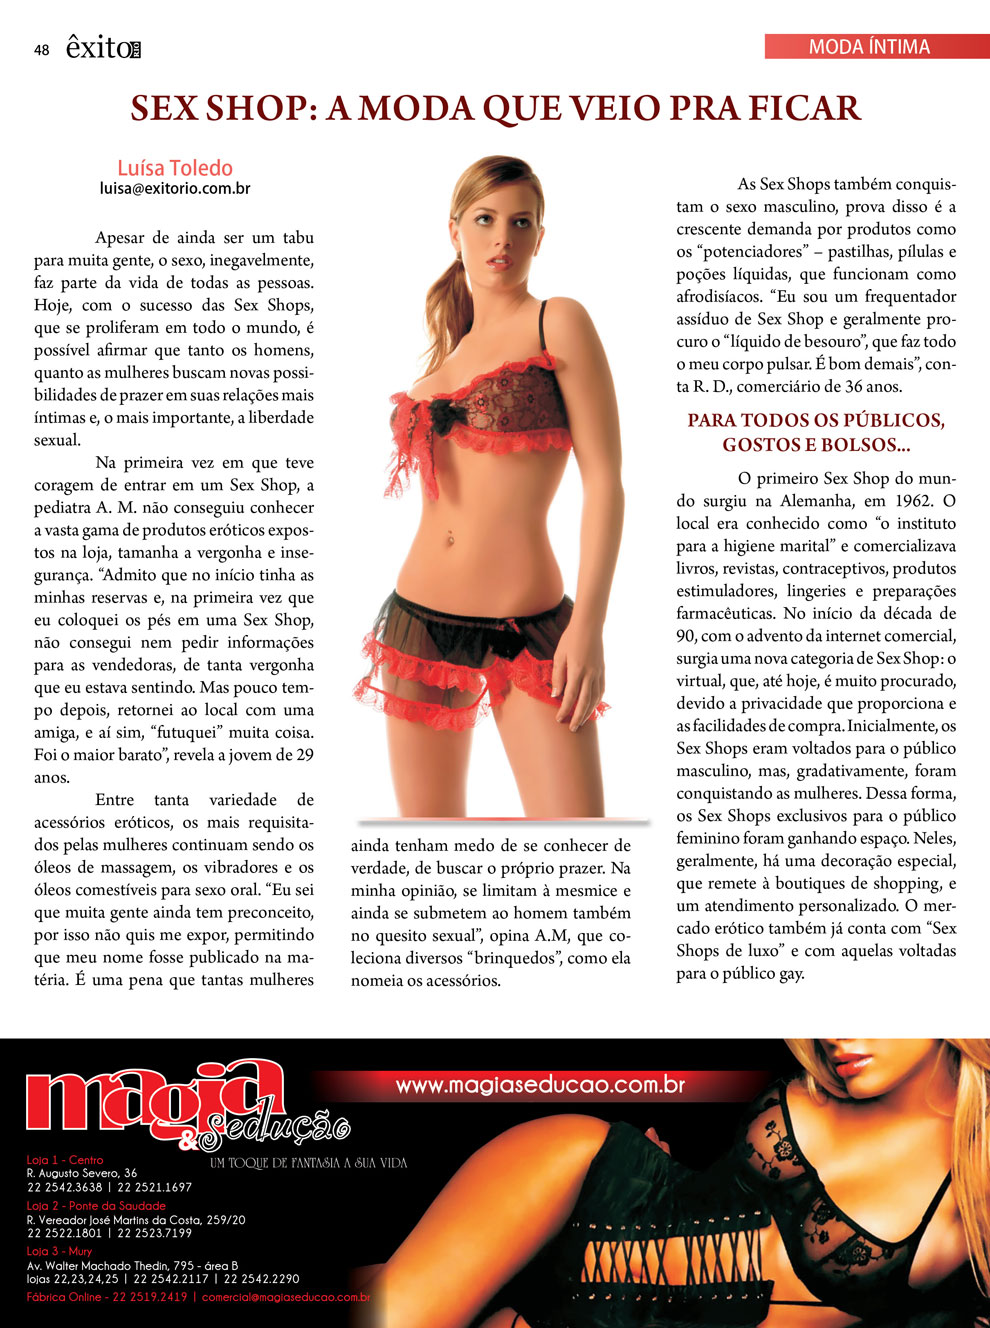 48 êxito RIO
MODA ÍNTIMA
SEX SHOP: A MODA QUE VEIO PRA FICAR
Luísa Toledo
luisa@exitorio.com.br
Apesar de ainda ser um tabu
para muita gente, o sexo, inegavelmente,
faz parte da vida de todas as pessoas.
Hoje, com o sucesso das Sex Shops,
que se proliferam em todo o mundo, é
possível afirmar que tanto os homens,
quanto as mulheres buscam novas possi-
bilidades de prazer em suas relações mais
íntimas e, o mais importante, a liberdade
sexual.
Na primeira vez em que teve
coragem de entrar em um Sex Shop, a
pediatra A. M. não conseguiu conhecer
a vasta gama de produtos eróticos expos-
tos na loja, tamanha a vergonha e inse-
gurança. “Admito que no início tinha as
minhas reservas e, na primeira vez que
eu coloquei os pés em uma Sex Shop,
não consegui nem pedir informações
para as vendedoras, de tanta vergonha
que eu estava sentindo. Mas pouco tem-
po depois, retornei ao local com uma
amiga, e aí sim, “futuquei” muita coisa.
Foi o maior barato”, revela a jovem de 29
anos.
Entre tanta variedade de
acessórios eróticos, os mais requisita-
dos pelas mulheres continuam sendo os
óleos de massagem, os vibradores e os
óleos comestíveis para sexo oral. “Eu sei
que muita gente ainda tem preconceito,
por isso não quis me expor, permitindo
que meu nome fosse publicado na ma-
téria. É uma pena que tantas mulheres
ainda tenham medo de se conhecer de
verdade, de buscar o próprio prazer. Na
minha opinião, se limitam à mesmice e
ainda se submetem ao homem também
no quesito sexual”, opina A.M, que co-
leciona diversos “brinquedos”, como ela
nomeia os acessórios.
As Sex Shops também conquis-
tam o sexo masculino, prova disso é a
crescente demanda por produtos como
os “potenciadores” – pastilhas, pílulas e
poções líquidas, que funcionam como
afrodisíacos. “Eu sou um frequentador
assíduo de Sex Shop e geralmente pro-
curo o “líquido de besouro”, que faz todo
o meu corpo pulsar. É bom demais”, con-
ta R. D., comerciário de 36 anos.
PARA TODOS OS PÚBLICOS,
GOSTOS E BOLSOS...
O primeiro Sex Shop do mun-
do surgiu na Alemanha, em 1962. O
local era conhecido como “o instituto
para a higiene marital” e comercializava
livros, revistas, contraceptivos, produtos
estimuladores, lingeries e preparações
farmacêuticas. No início da década de
90, com o advento da internet comercial,
surgia uma nova categoria de Sex Shop: o
virtual, que, até hoje, é muito procurado,
devido a privacidade que proporciona e
as facilidades de compra. Inicialmente, os
Sex Shops eram voltados para o público
masculino, mas, gradativamente, foram
conquistando as mulheres. Dessa forma,
os Sex Shops exclusivos para o público
feminino foram ganhando espaço. Neles,
geralmente, há uma decoração especial,
que remete à boutiques de shopping, e
um atendimento personalizado. O mer-
cado erótico também já conta com “Sex
Shops de luxo” e com aquelas voltadas
para o público gay.
magia
& Sedução
UM TOQUE DE FANTASIA A SUA VIDA
www.magiaseducao.com.br
Loja 1 - Centro
R. Augusto Severo, 36
22 2542.3638 | 22 2521.1697
Loja 2 - Ponte da Saudade
R. Vereador José Martins da Costa, 259/20
22 2522.1801 | 22 2523.7199
Loja 3 - Mury
Av. Walter Machado Thedin, 795 - área B
lojas 22,23,24,25 | 22 2542.2117 | 22 2542.2290
Fábrica Online - 22 2519.2419 | comercial@magiaseducao.com.br